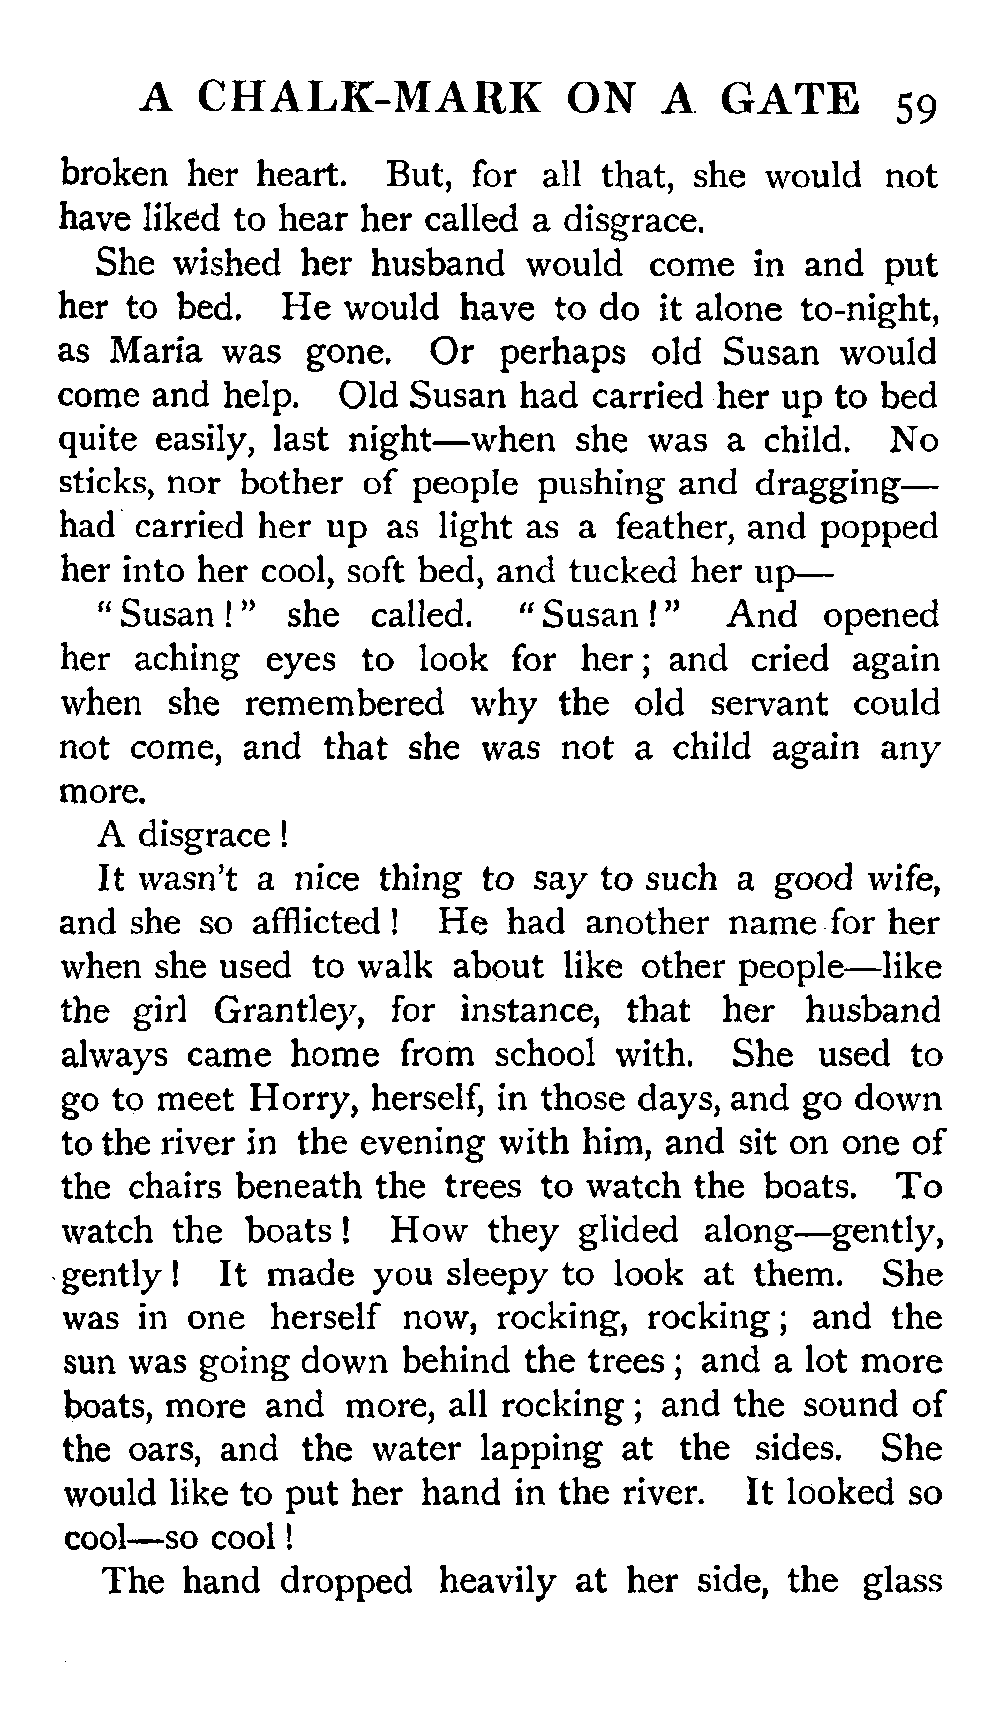 A CHALK-MARK ON A GATE 59
broken her heart. But, for all that, she would not
have liked to hear her called a disgrace.
She wished her husband would come in and put
her to bed. He would have to do it alone to-night,
as Maria was gone. Or perhaps old Susan would
come and help. Old Susan had carried her up to bed
quite easily, last night—when she was a child. No
sticks, nor bother of people pushing and dragging—
had carried her up as light as a feather, and popped
her into her cool, soft bed, and tucked her up—
"Susan!" she called. "Susan!" And opened
her aching eyes to look for her; and cried again
when she remembered why the old servant could
not come, and that she was not a child again any
more.
A disgrace!
It wasn't a nice thing to say to such a good wife,
and she so afflicted! He had another name for her
when she used to walk about like other people—like
the girl Grantley, for instance, that her husband
always came home from school with. She used to
go to meet Horry, herself, in those days, and go down
to the river in the evening with him, and sit on one of
the chairs beneath the trees to watch the boats. To
watch the boats! How they glided along—gently,
gently! It made you sleepy to look at them. She
was in one herself now, rocking, rocking; and the
sun was going down behind the trees; and a lot more
boats, more and more, all rocking; and the sound of
the oars, and the water lapping at the sides. She
would like to put her hand in the river. It looked so
cool—so cool!
The hand dropped heavily at her side, the glass